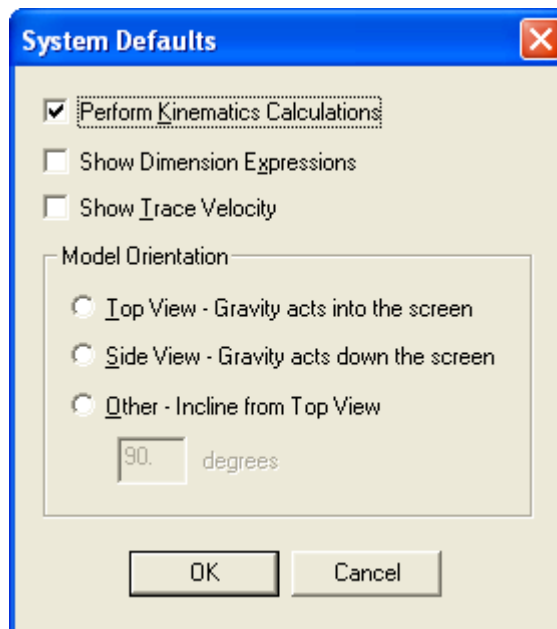 System Defaults
Perform Kinematics Calculations
Show Dimension Expressions
Show Trace Velocity
Model Orientation
Top View - Gravity acts into the screen
Side View - Gravity acts down the screen
Other - Incline from Top View
90. degrees
OK Cancel